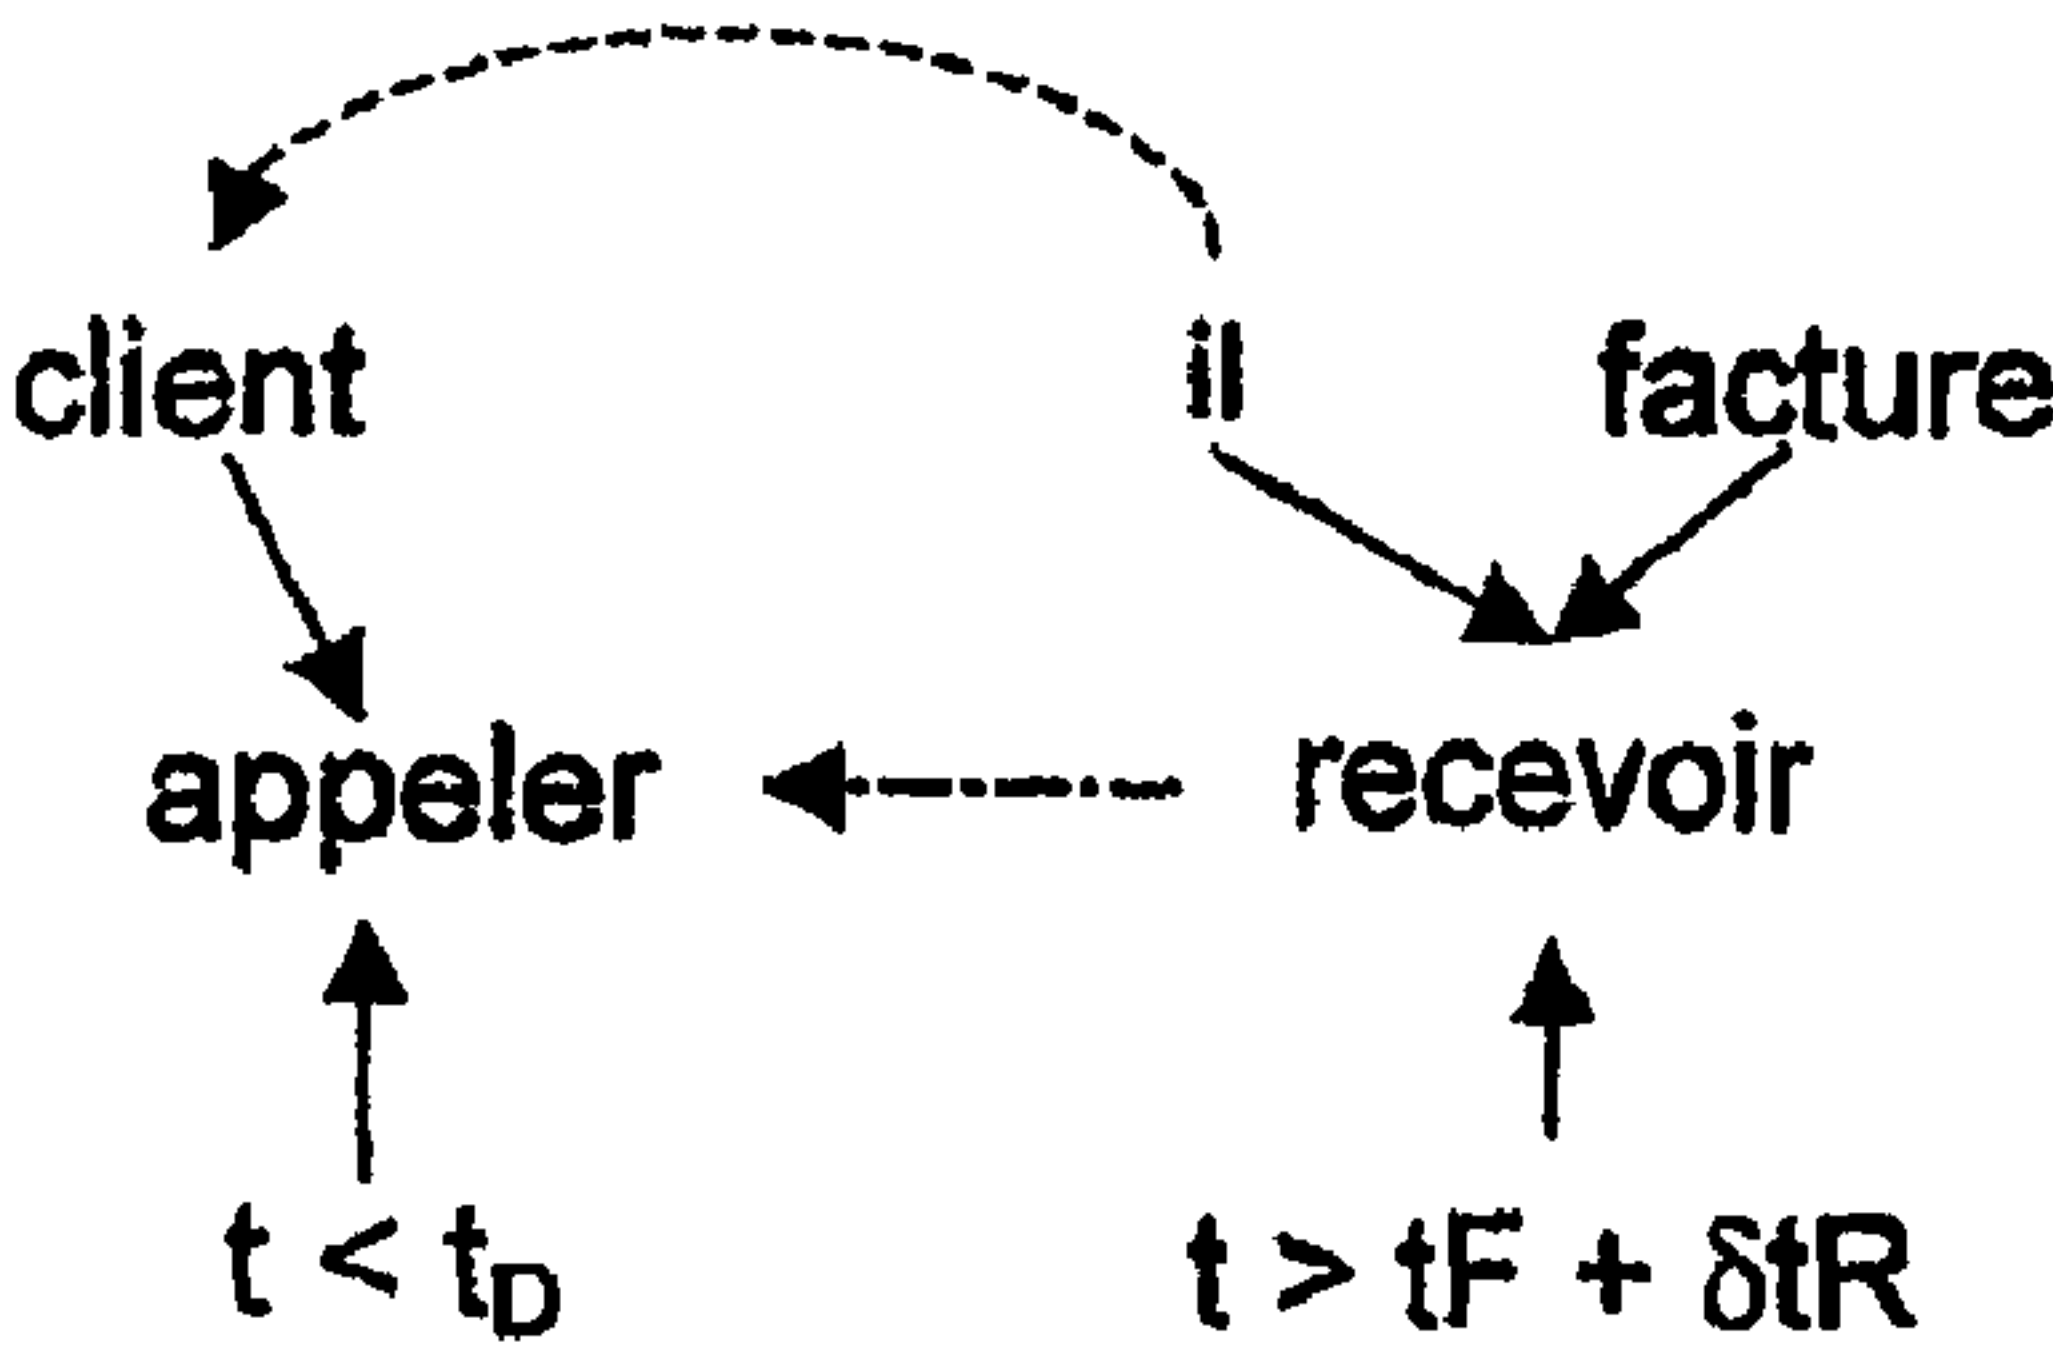 client il facture
appeler recevoir
t < tD t > tF + δtR